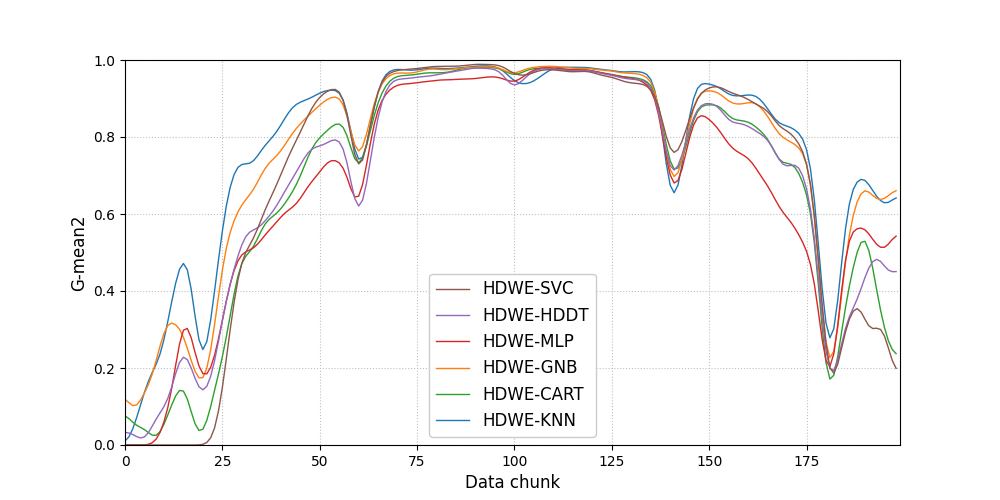 1.0
0.8
0.6
0.4
0.2
0.0
G-mean2
HDWE-SVC
HDWE-HDDT
HDWE-MLP
HDWE-GNB
HDWE-CART
HDWE-KNN
0 25 50 75 100 125 150 175
Data chunk